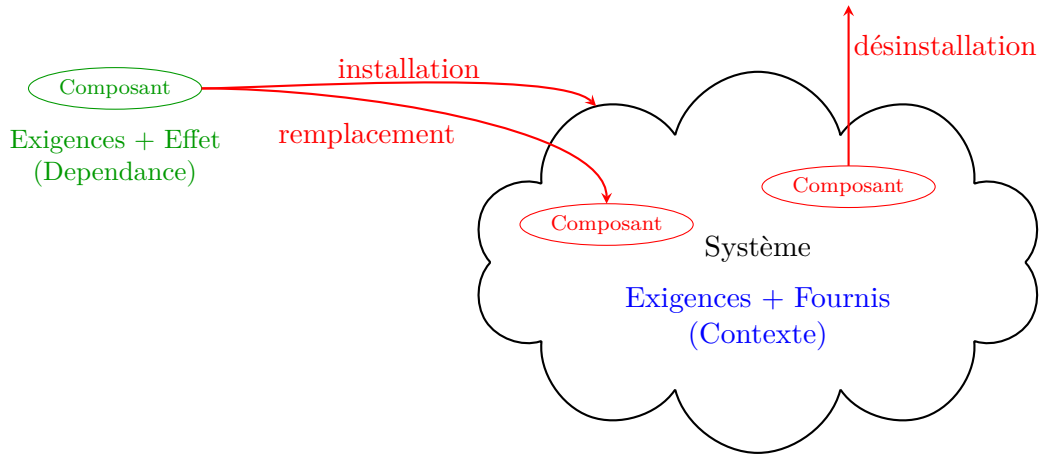 désinstallation
installation
Composant
remplacement
Exigences + Effet
(Dependance)
Composant
Composant
Système
Exigences + Fournis
(Contexte)